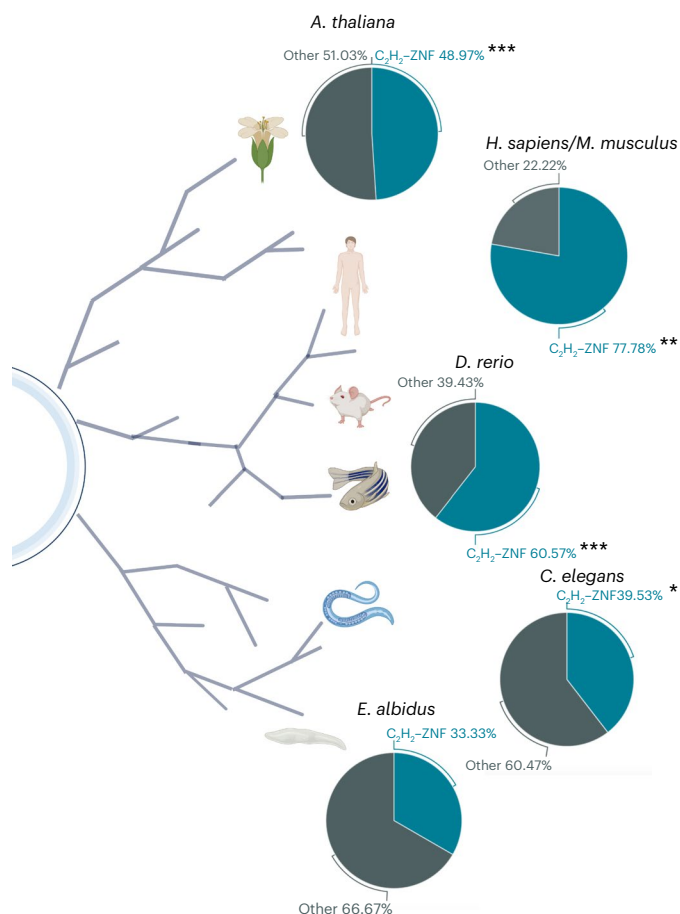 A. thaliana
Other 51.03% C₂H₂–ZNF 48.97% ***
H. sapiens/M. musculus
Other 22.22%
C₂H₂–ZNF 77.78% **
D. rerio
Other 39.43%
C₂H₂–ZNF 60.57% ***
C. elegans
C₂H₂–ZNF39.53% *
E. albidus
C₂H₂–ZNF 33.33%
Other 60.47%
Other 66.67%